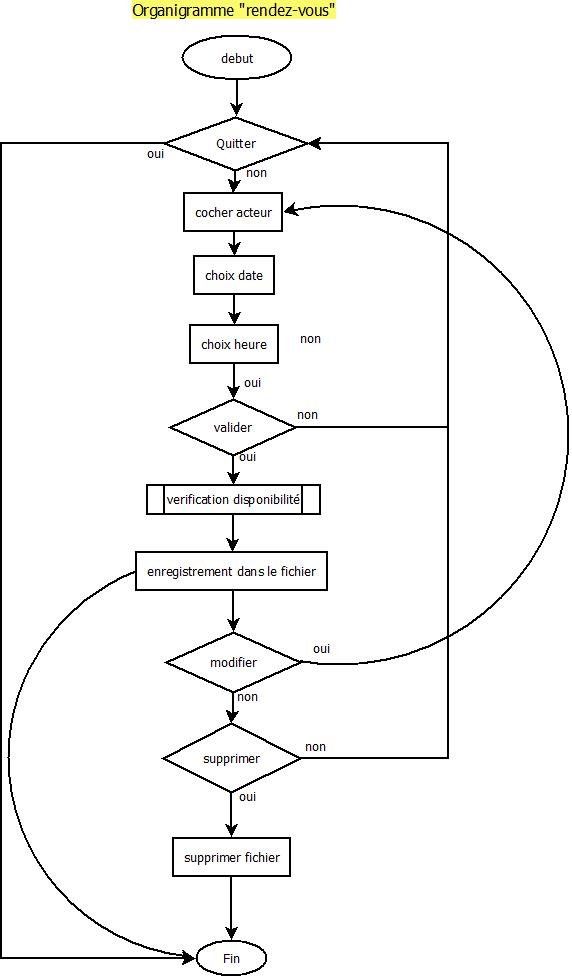 Organigramme "rendez-vous"
debut
Quitter
oui
non
cocher acteur
choix date
choix heure
non
oui
valider
non
oui
verification disponibilité
enregistrement dans le fichier
modifier
oui
non
supprimer
non
oui
supprimer fichier
Fin